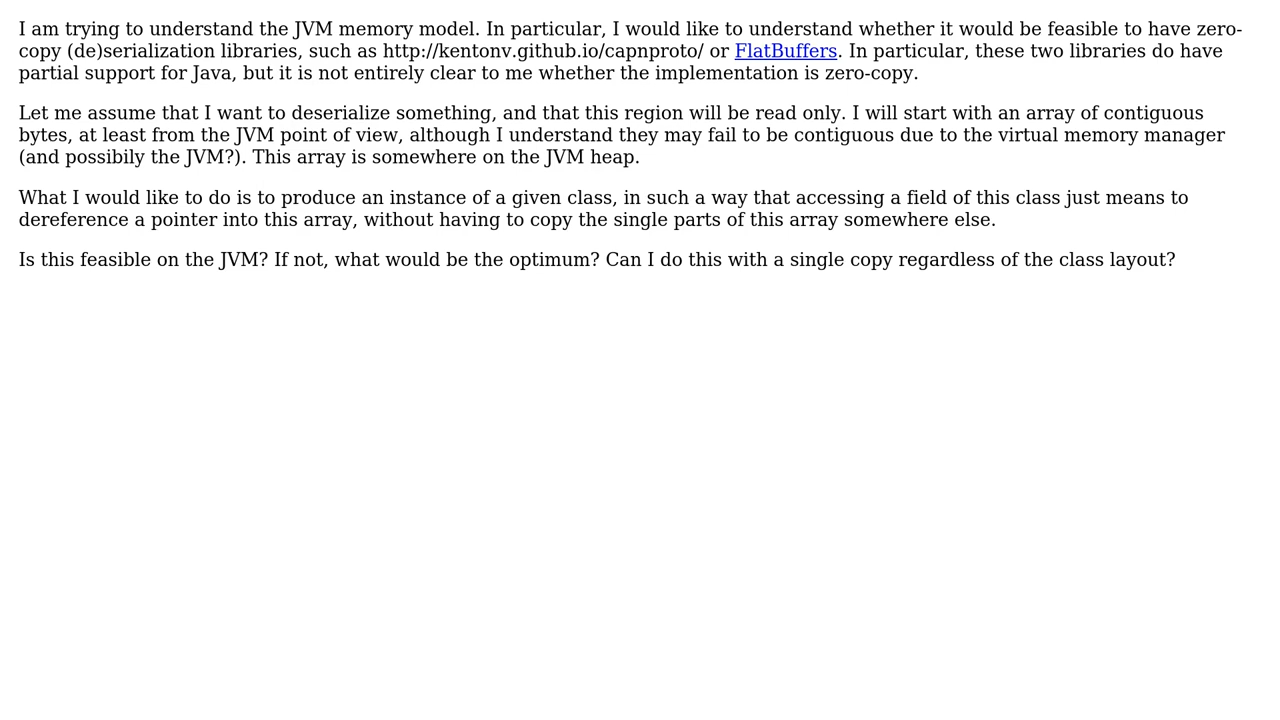 I am trying to understand the JVM memory model. In particular, I would like to understand whether it would be feasible to have zero-
copy (de)serialization libraries, such as http://kentonv.github.io/capnproto/ or FlatBuffers. In particular, these two libraries do have
partial support for Java, but it is not entirely clear to me whether the implementation is zero-copy.
Let me assume that I want to deserialize something, and that this region will be read only. I will start with an array of contiguous
bytes, at least from the JVM point of view, although I understand they may fail to be contiguous due to the virtual memory manager
(and possibily the JVM?). This array is somewhere on the JVM heap.
What I would like to do is to produce an instance of a given class, in such a way that accessing a field of this class just means to
dereference a pointer into this array, without having to copy the single parts of this array somewhere else.
Is this feasible on the JVM? If not, what would be the optimum? Can I do this with a single copy regardless of the class layout?